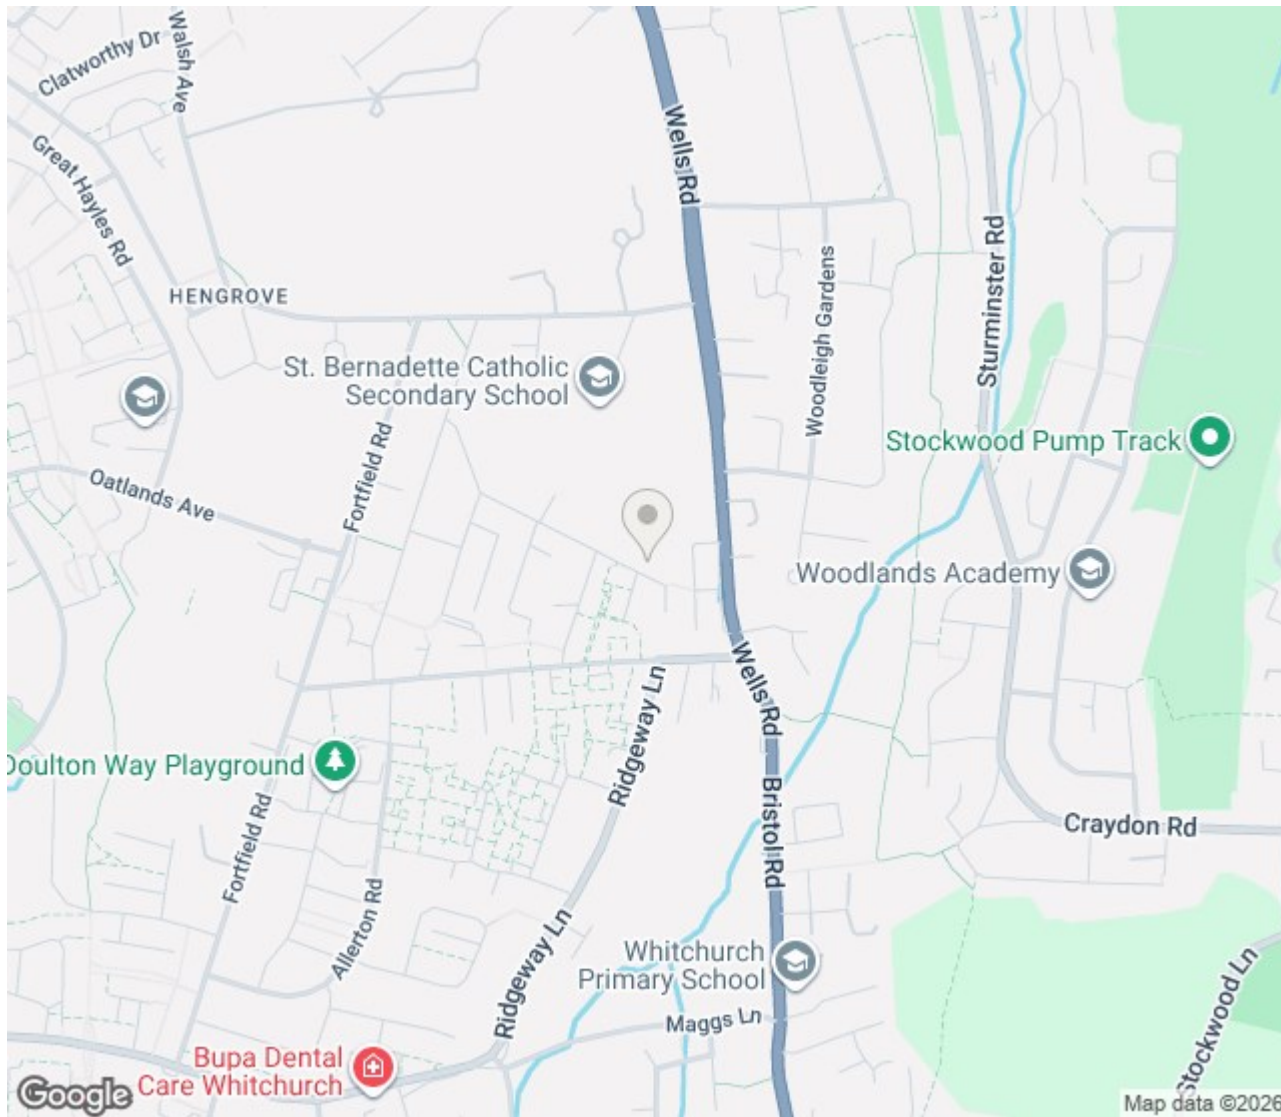 Clatworthy Dr
Walsh Ave
Great Hayles Rd
Wells Rd
HENGROVE
Woodleigh Gardens
Sturminster Rd
St. Bernadette Catholic
Secondary School
Fortfield Rd
Stockwood Pump Track
Oatlands Ave
Woodlands Academy
Wells Rd
Ridgeway Ln
Doulton Way Playground
Bristol Rd
Craydon Rd
Fortfield Rd
Allerton Rd
Ridgeway Ln
Whitchurch
Primary School
Stockwood Ln
Maggs Ln
Bupa Dental
Care Whitchurch
Google
Map data ©2026